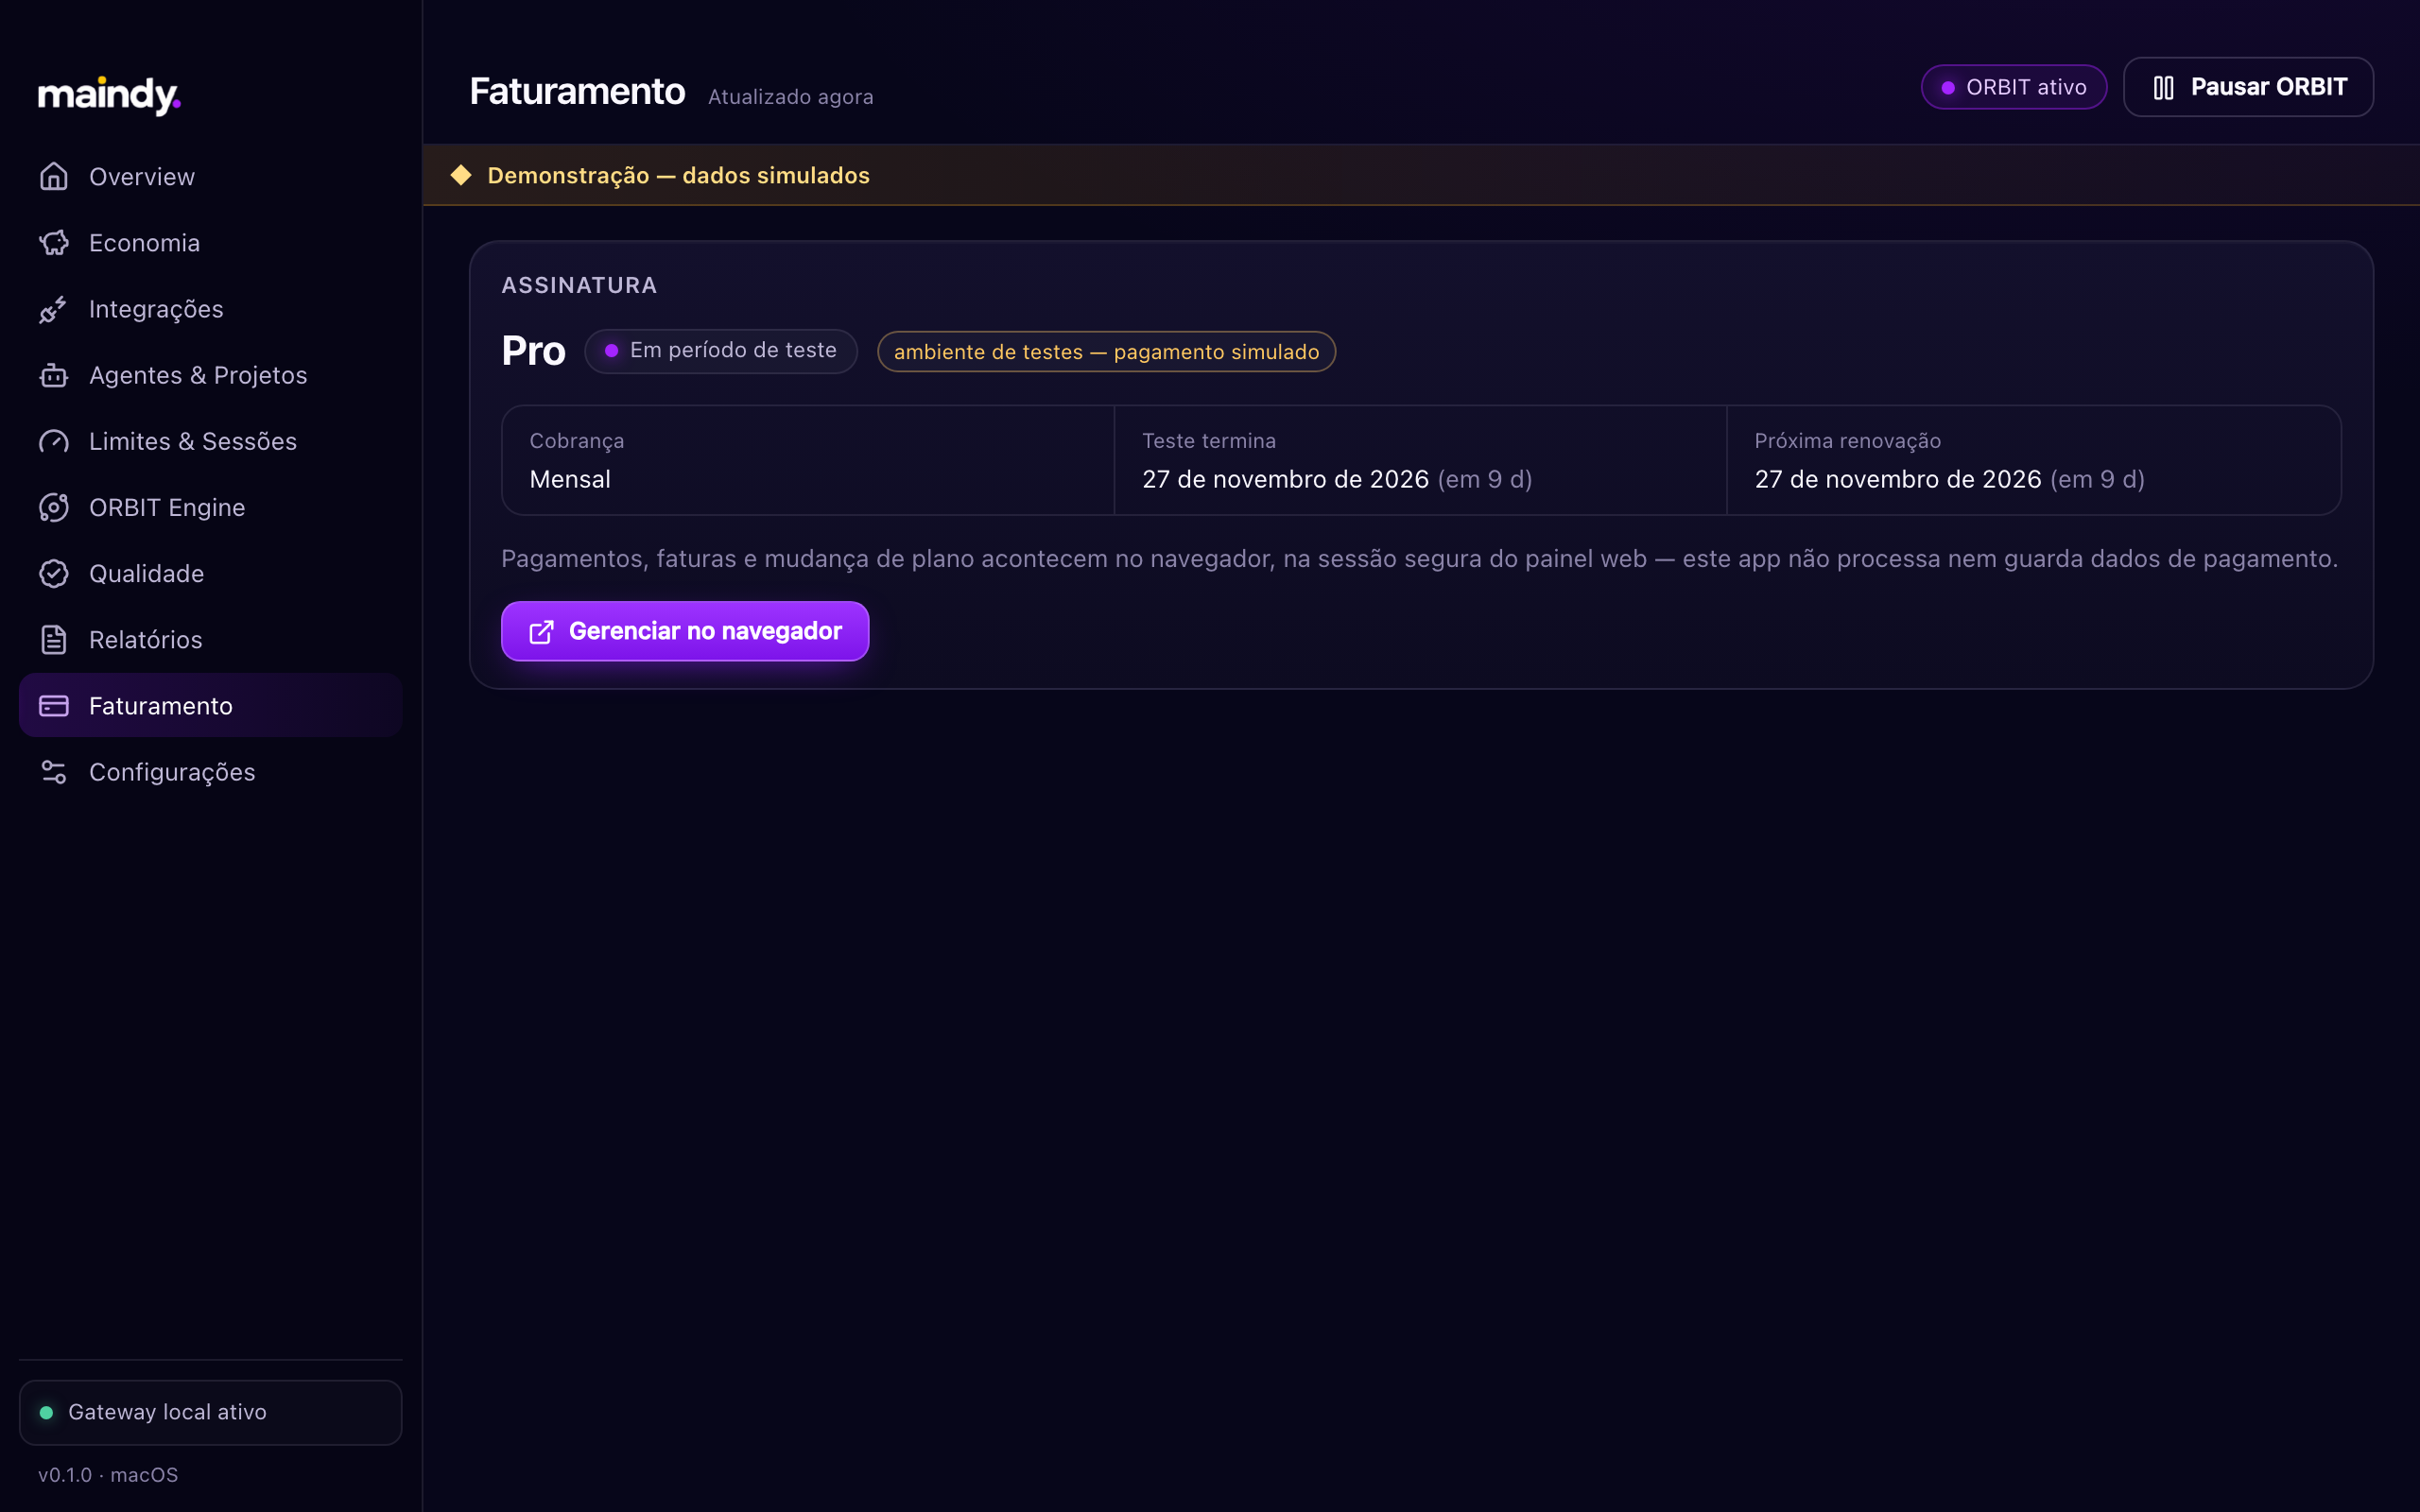 maindy.
Overview
Economia
Integrações
Agentes & Projetos
Limites & Sessões
ORBIT Engine
Qualidade
Relatórios
Faturamento
Configurações
Gateway local ativo
v0.1.0 · macOS
Faturamento Atualizado agora
ORBIT ativo
Pausar ORBIT
Demonstração — dados simulados
ASSINATURA
Pro Em período de teste ambiente de testes — pagamento simulado
Cobrança
Mensal
Teste termina
27 de novembro de 2026 (em 9 d)
Próxima renovação
27 de novembro de 2026 (em 9 d)
Pagamentos, faturas e mudança de plano acontecem no navegador, na sessão segura do painel web — este app não processa nem guarda dados de pagamento.
Gerenciar no navegador